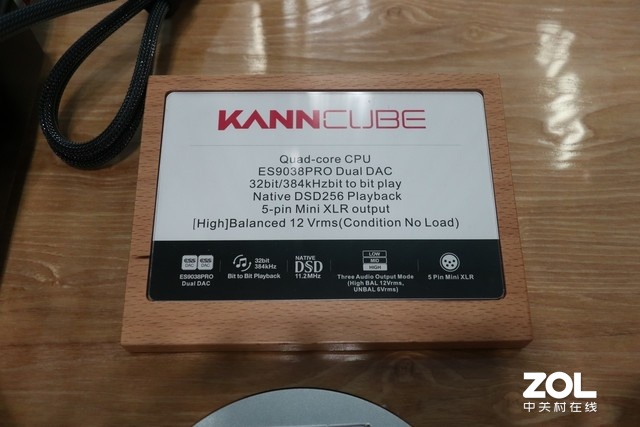 KANNCUBE
Quad-core CPU
ES9038PRO Dual DAC
32bit/384kHzbit to bit play
Native DSD256 Playback
5-pin Mini XLR output
[High]Balanced 12 Vrms(Condition No Load)
ESS ESS
ES9038PRO
Dual DAC
32bit
384kHz
Bit to Bit Playback
NATIVE
DSD
11.2MHz
LOW
MID
HIGH
Three Audio Output Mode
(High BAL 12Vrms,
UNBAL 6Vrms)
5 Pin Mini XLR
ZOL
中关村在线